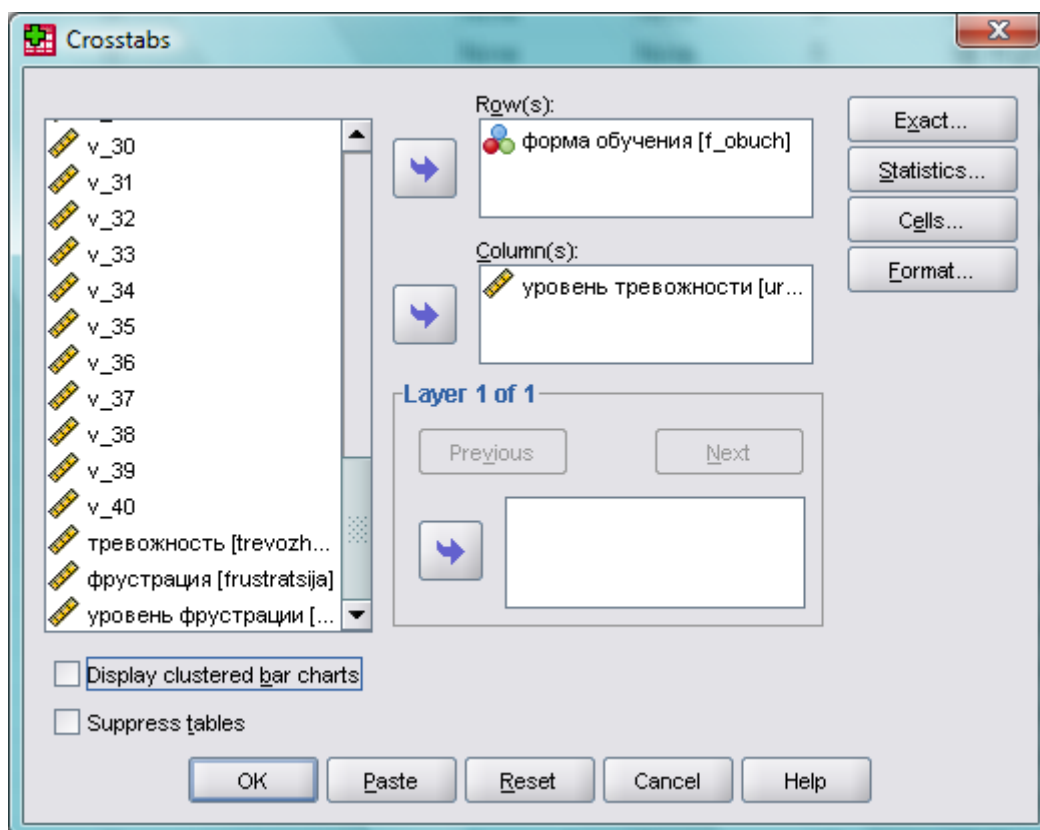 Crosstabs
v_30
v_31
v_32
v_33
v_34
v_35
v_36
v_37
v_38
v_39
v_40
тревожность [trevozh...
фрустрация [frustratsija]
уровень фрустрации [...
Row(s):
форма обучения [f_obuch]
Column(s):
уровень тревожности [ur...
Layer 1 of 1
Previous
Next
Exact...
Statistics...
Cells...
Format...
Display clustered bar charts
Suppress tables
OK
Paste
Reset
Cancel
Help